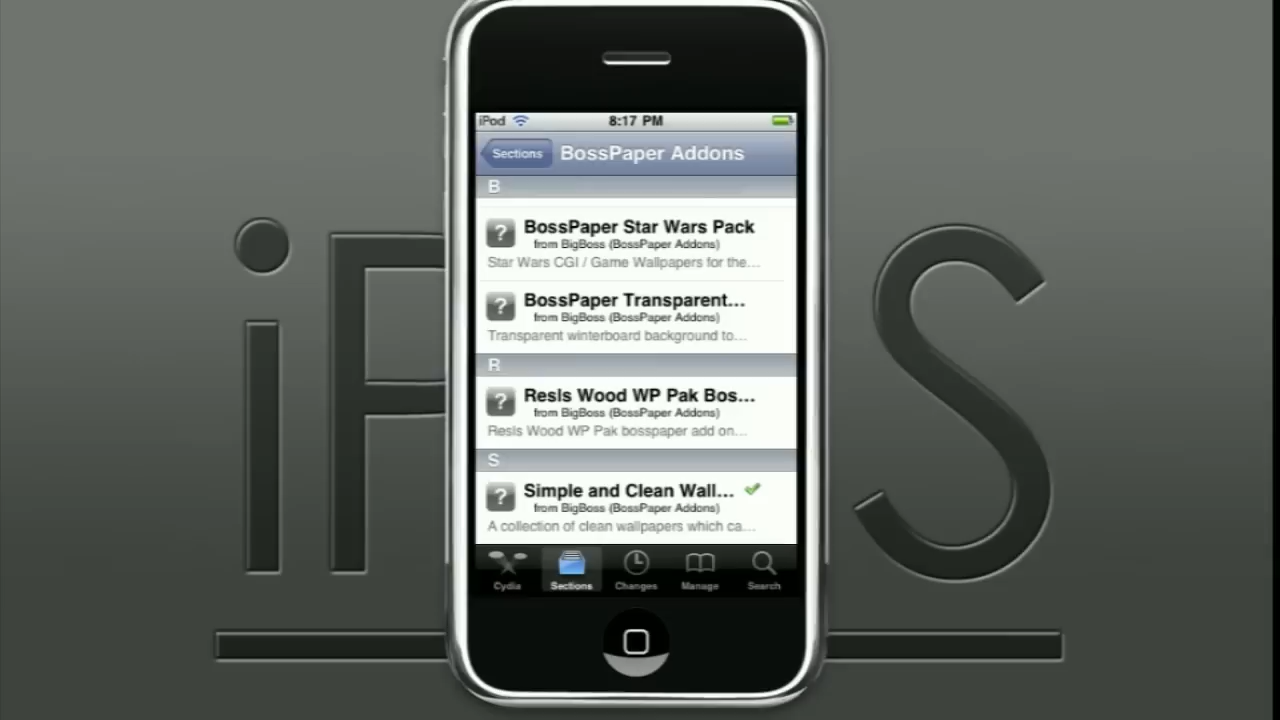 iPod 8:17 PM
Sections BossPaper Addons
B
BossPaper Star Wars Pack
from BigBoss (BossPaper Addons)
Star Wars CGI / Game Wallpapers for the...
BossPaper Transparent...
from BigBoss (BossPaper Addons)
Transparent winterboard background to...
R
Resls Wood WP Pak Bos...
from BigBoss (BossPaper Addons)
Resls Wood WP Pak bosspaper add on...
S
Simple and Clean Wall...
from BigBoss (BossPaper Addons)
A collection of clean wallpapers which ca...
Cydia Sections Changes Manage Search